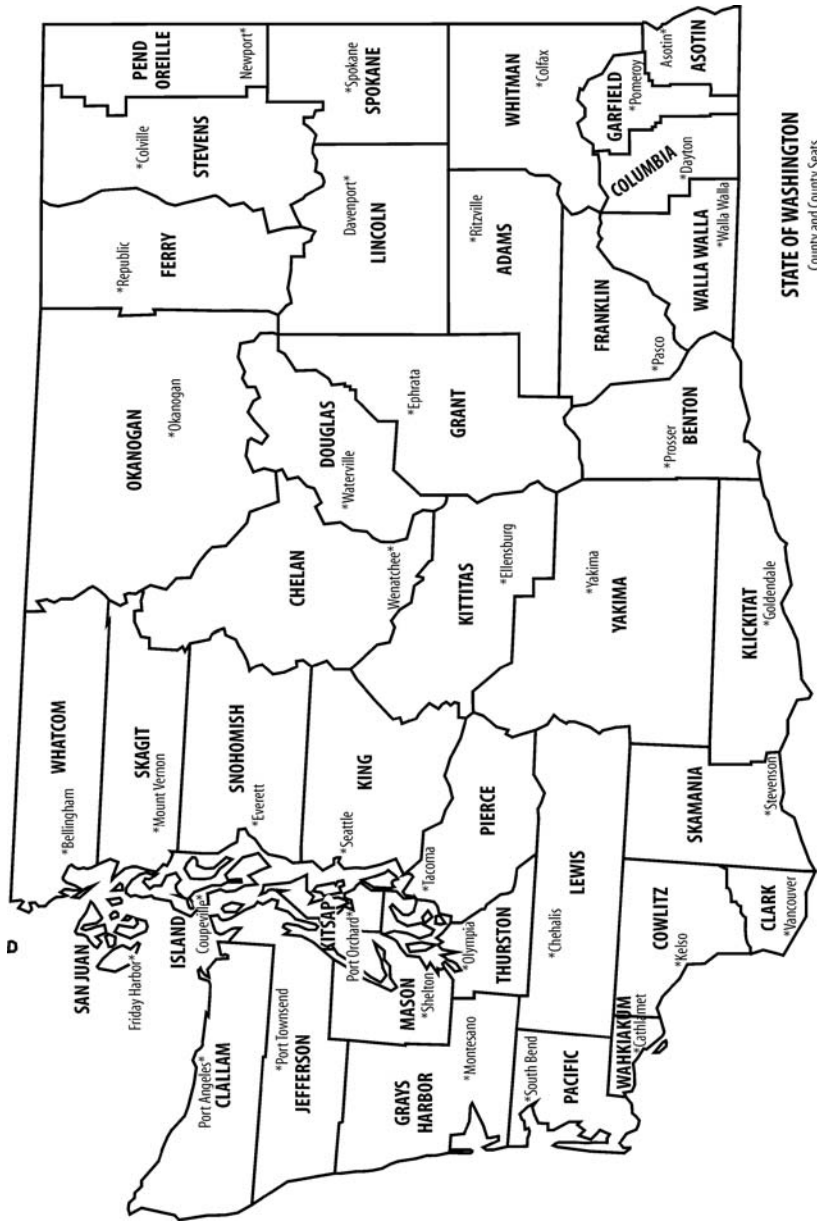 B
WHATCOM
*Bellingham
SAN JUAN
Friday Harbor*
SKAGIT
*Mount Vernon
ISLAND
Coupeville*
SNOHOMISH
*Everett
CLALLAM
Port Angeles*
JEFFERSON
*Port Townsend
KITSAP
Port Orchard*
KING
*Seattle
MASON
*Shelton
GRAYS
HARBOR
*Montesano
PIERCE
*Tacoma
THURSTON
*Olympia
PACIFIC
*South Bend
LEWIS
*Chehalis
WAHKIAKUM
*Cathlamet
COWLITZ
*Kelso
CLARK
*Vancouver
SKAMANIA
*Stevenson
OKANOGAN
*Okanogan
CHELAN
Wenatchee*
DOUGLAS
*Waterville
KITTITAS
*Ellensburg
GRANT
*Ephrata
YAKIMA
*Yakima
KLICKITAT
*Goldendale
BENTON
*Prosser
FERRY
*Republic
STEVENS
*Colville
PEND
OREILLE
Newport*
LINCOLN
Davenport*
SPOKANE
*Spokane
ADAMS
*Ritzville
WHITMAN
*Colfax
FRANKLIN
*Pasco
WALLA WALLA
*Walla Walla
COLUMBIA
*Dayton
GARFIELD
*Pomeroy
ASOTIN
Asotin*
STATE OF WASHINGTON
County and County Seats